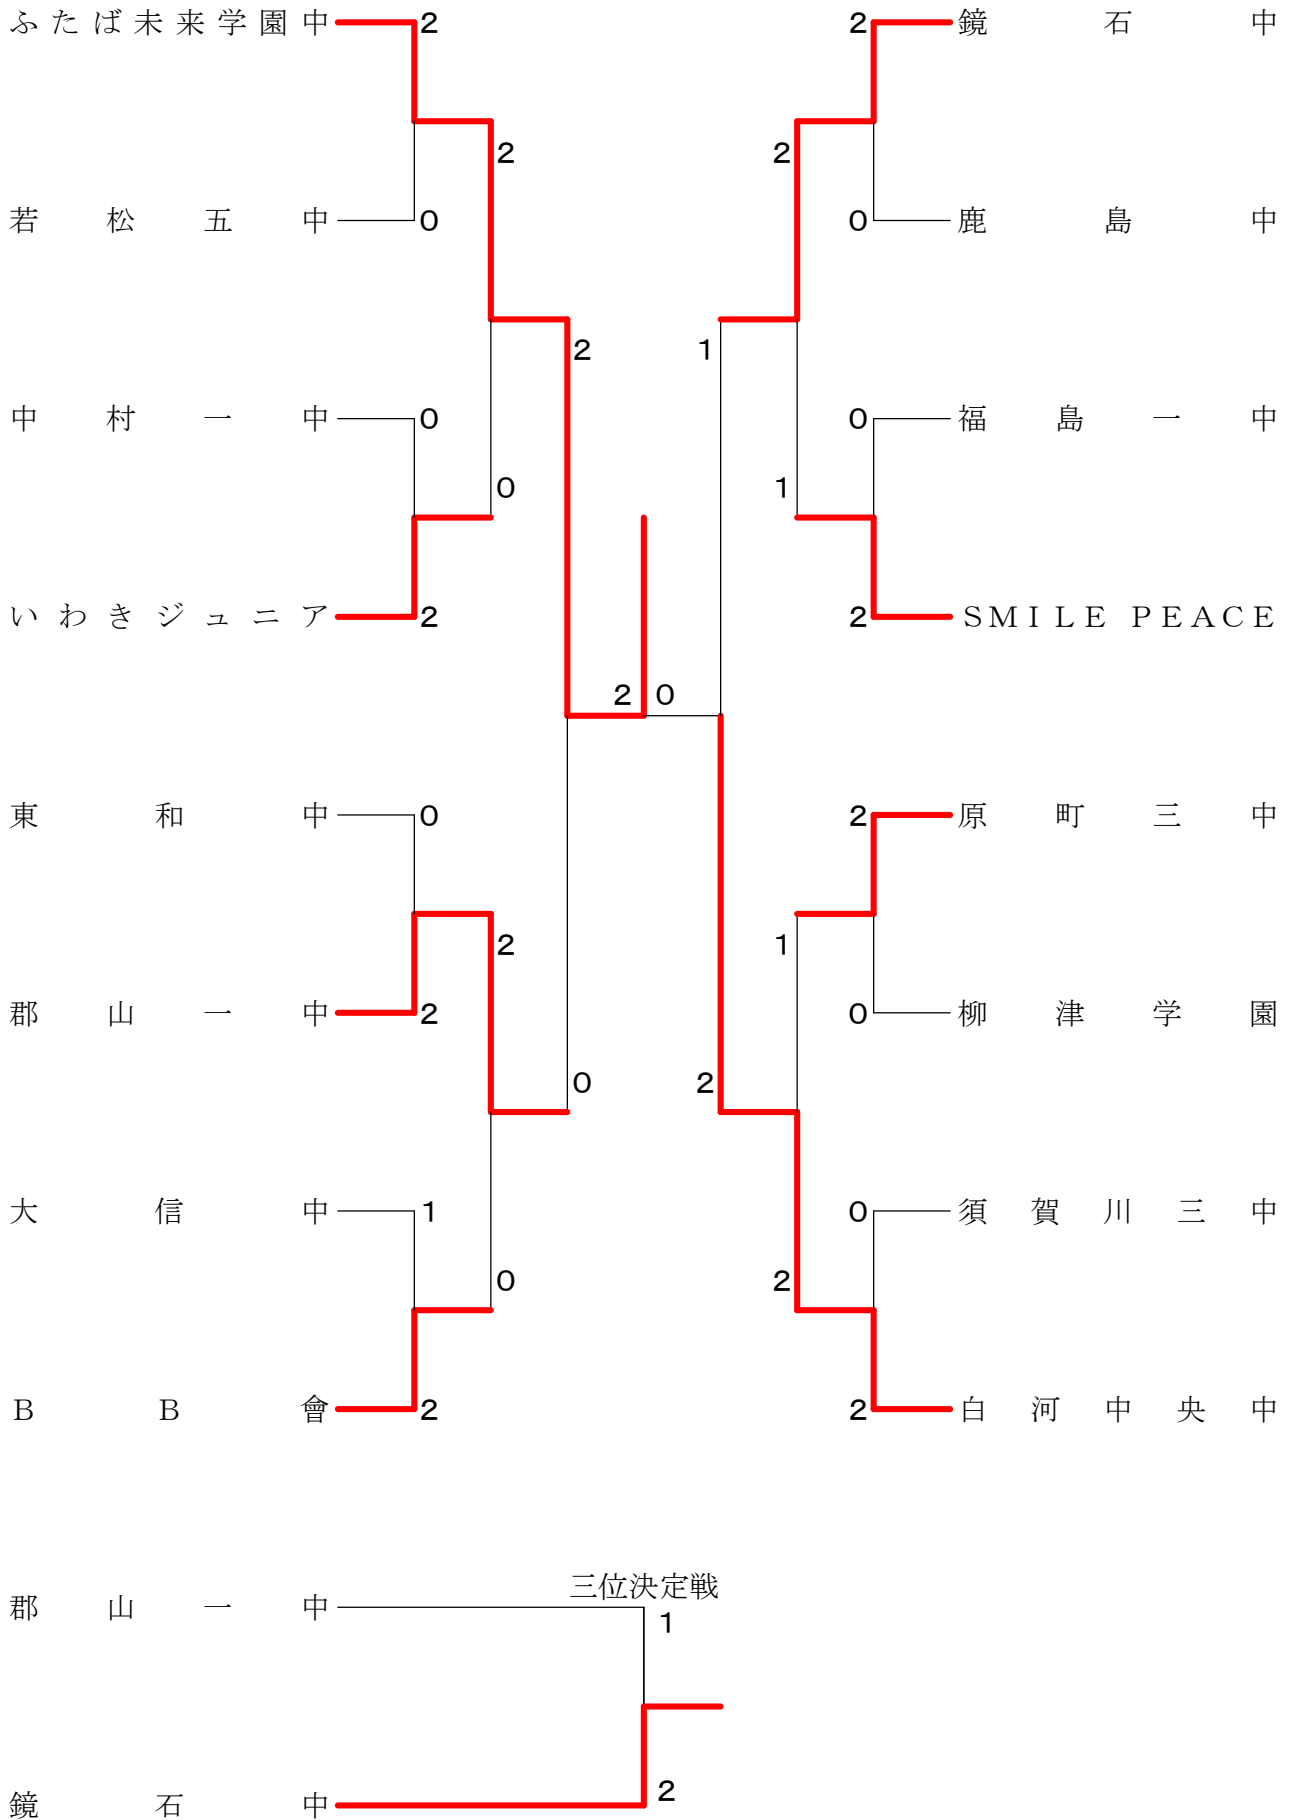 ふたば未来学園中 2 2 鏡石中
2 2
若松五中 0 0 鹿島中
2 1
中村一中 0 0 福島一中
0 1
いわきジュニア 2 2 SMILE PEACE
2 0
東和中 0 2 原町三中
2 1
郡山一中 2 0 柳津学園
0 2
大信中 1 0 須賀川三中
0 2
BB會 2 2 白河中央中
三位決定戦
郡山一中 1
鏡石中 2